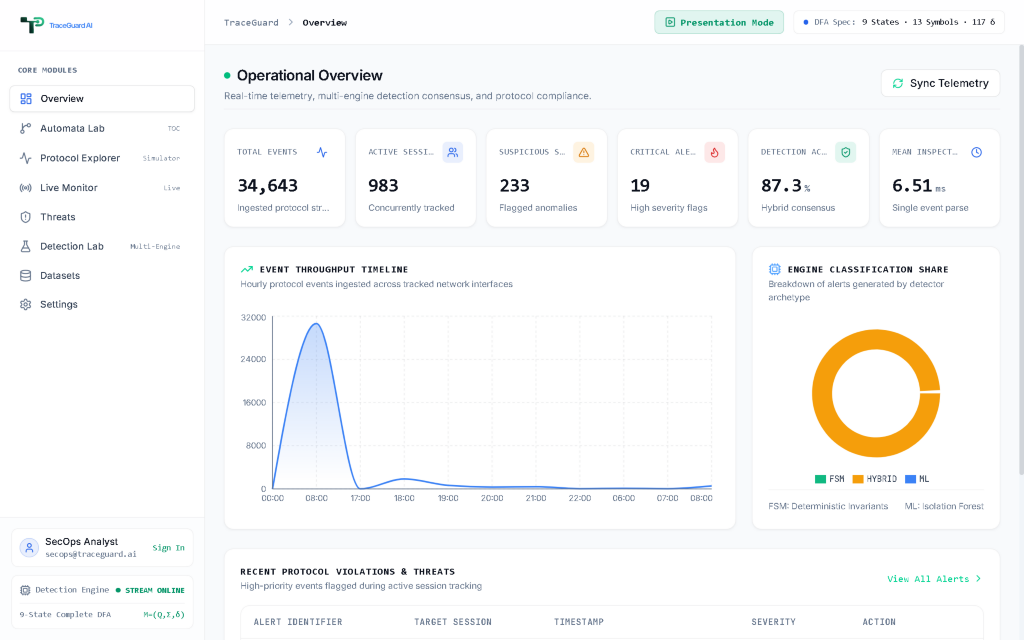 TraceGuard AI
TraceGuard > Overview
Presentation Mode
DFA Spec: 9 States · 13 Symbols · 117 δ
CORE MODULES
Overview
Automata Lab TOC
Protocol Explorer Simulator
Live Monitor Live
Threats
Detection Lab Multi-Engine
Datasets
Settings
SecOps Analyst
secops@traceguard.ai
Sign In
Detection Engine STREAM ONLINE
9-State Complete DFA M=(Q,Σ,δ)
Operational Overview
Real-time telemetry, multi-engine detection consensus, and protocol compliance.
Sync Telemetry
TOTAL EVENTS
34,643
Ingested protocol str...
ACTIVE SESSI...
983
Concurrently tracked
SUSPICIOUS S...
233
Flagged anomalies
CRITICAL ALE...
19
High severity flags
DETECTION AC...
87.3%
Hybrid consensus
MEAN INSPECT...
6.51ms
Single event parse
EVENT THROUGHPUT TIMELINE
Hourly protocol events ingested across tracked network interfaces
32000
24000
16000
8000
0
00:00 08:00 17:00 18:00 19:00 20:00 21:00 22:00 06:00 07:00 08:00
ENGINE CLASSIFICATION SHARE
Breakdown of alerts generated by detector
archetype
FSM HYBRID ML
FSM: Deterministic Invariants ML: Isolation Forest
RECENT PROTOCOL VIOLATIONS & THREATS
High-priority events flagged during active session tracking
View All Alerts >
ALERT IDENTIFIER TARGET SESSION TIMESTAMP SEVERITY ACTION